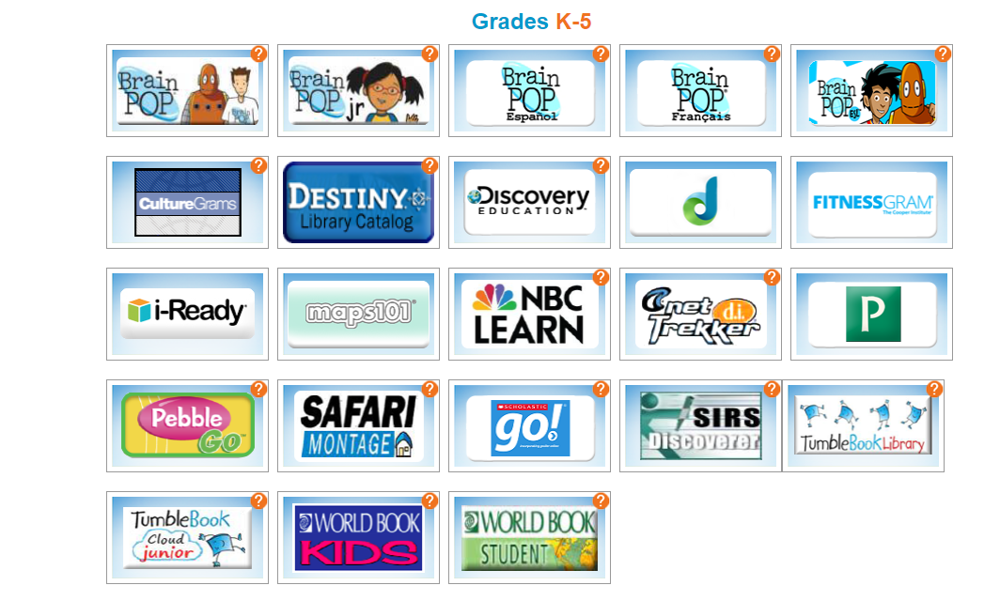 Grades K-5
?
?
?
?
?
Brain
POP
Brain
POP
jr
Brain
POP
Español
Brain
POP
Français
Brain
POP
ESL
?
?
?
CultureGrams
DESTINY
Library Catalog
Discovery
EDUCATION
d
FITNESSGRAM
The Cooper Institute
?
?
i-Ready
maps101
NBC
LEARN
net
Trekker
d.i.
P
?
?
?
?
?
Pebble
Go
SAFARI
MONTAGE
SCHOLASTIC
go!
SIRS
Discoverer
TUMBLEBOOKLIBRARY
?
?
?
TUMBLEBOOK
Cloud
junior
WORLD BOOK
KIDS
WORLD BOOK
STUDENT